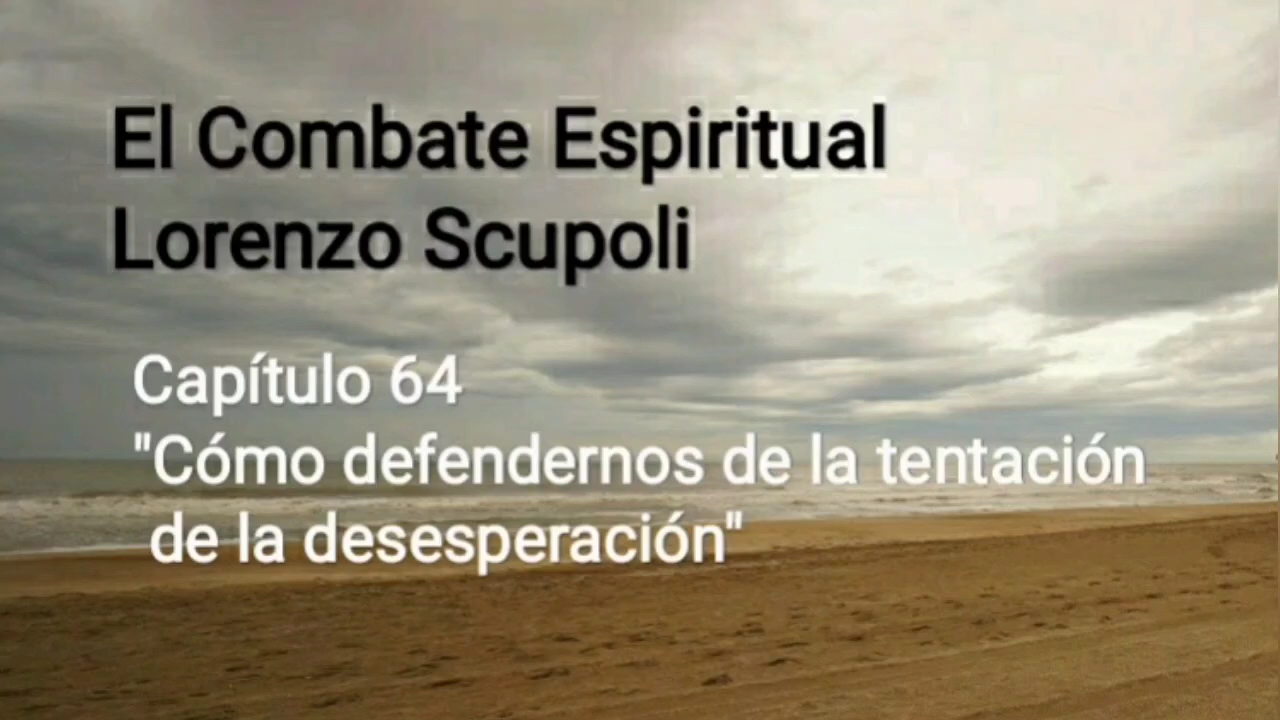 El Combate Espiritual
Lorenzo Scupoli
Capítulo 64
"Cómo defendernos de la tentación
de la desesperación"